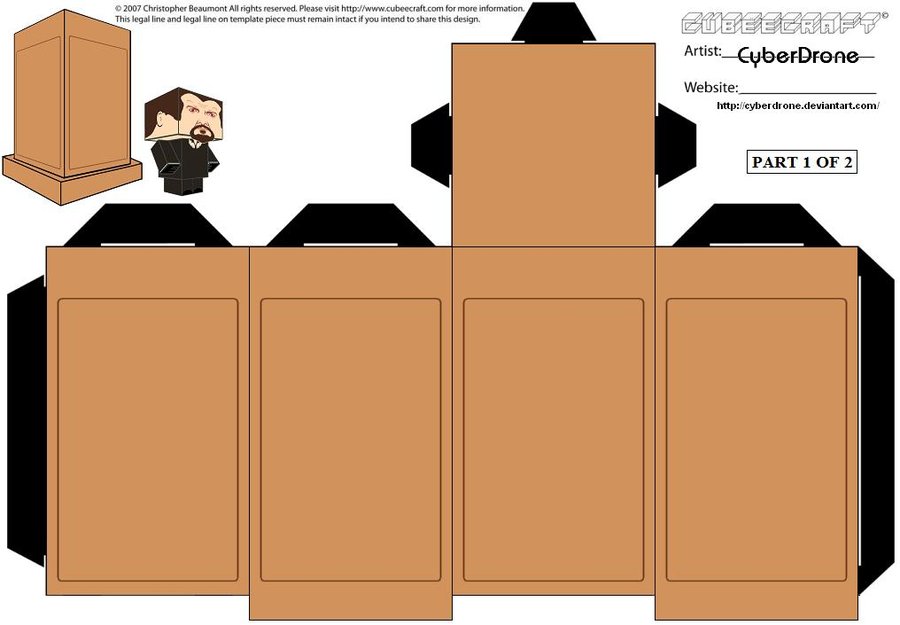 © 2007 Christopher Beaumont All rights reserved. Please visit http://www.cubeecraft.com for more information.
This legal line and legal line on template piece must remain intact if you intend to share this design.
CUBEECRAFT©
Artist: CyberDrone
Website:
http://cyberdrone.deviantart.com/
PART 1 OF 2